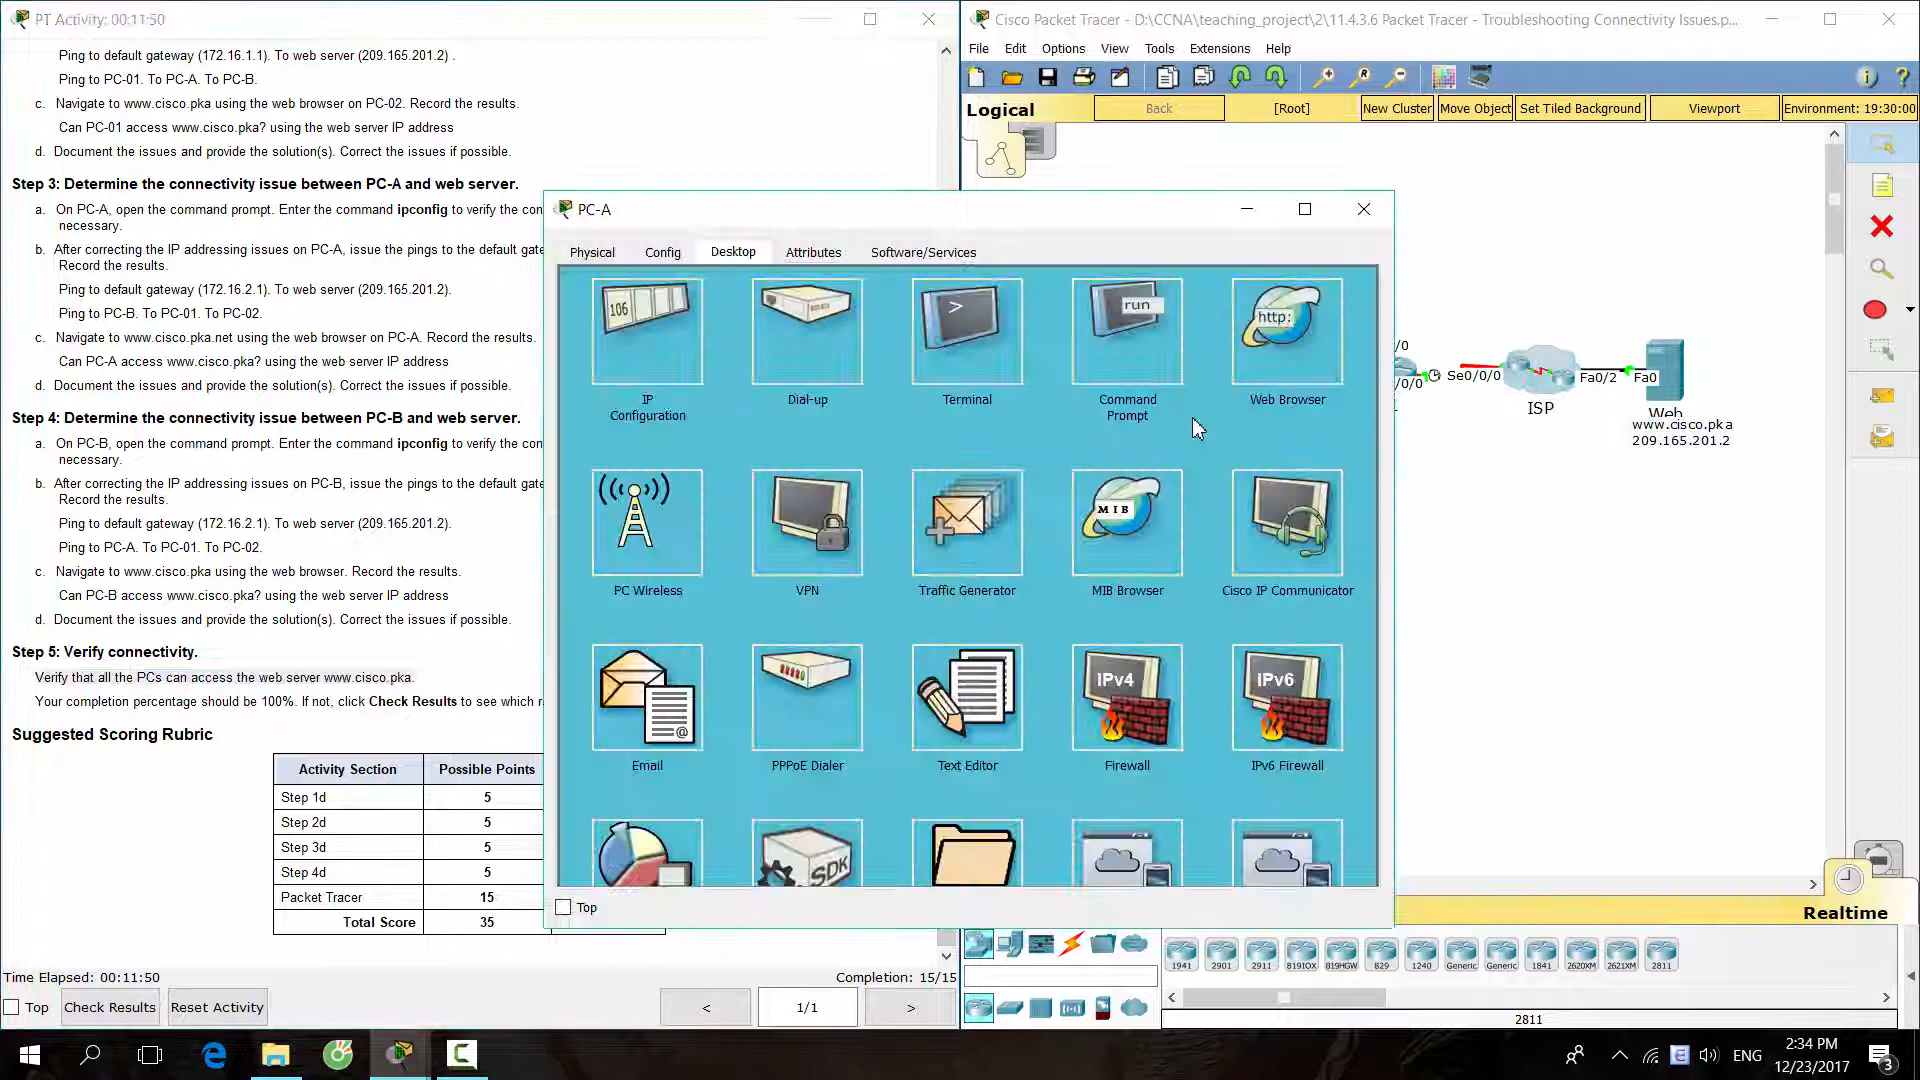 PT Activity: 00:11:50
Ping to default gateway (172.16.1.1). To web server (209.165.201.2) .
Ping to PC-01. To PC-A. To PC-B.
c. Navigate to www.cisco.pka using the web browser on PC-02. Record the results.
Can PC-01 access www.cisco.pka? using the web server IP address
d. Document the issues and provide the solution(s). Correct the issues if possible.
Step 3: Determine the connectivity issue between PC-A and web server.
a. On PC-A, open the command prompt. Enter the command ipconfig to verify the con
necessary.
b. After correcting the IP addressing issues on PC-A, issue the pings to the default gate
Record the results.
Ping to default gateway (172.16.2.1). To web server (209.165.201.2).
Ping to PC-B. To PC-01. To PC-02.
c. Navigate to www.cisco.pka.net using the web browser on PC-A. Record the results.
Can PC-A access www.cisco.pka? using the web server IP address
d. Document the issues and provide the solution(s). Correct the issues if possible.
Step 4: Determine the connectivity issue between PC-B and web server.
a. On PC-B, open the command prompt. Enter the command ipconfig to verify the con
necessary.
b. After correcting the IP addressing issues on PC-B, issue the pings to the default gate
Record the results.
Ping to default gateway (172.16.2.1). To web server (209.165.201.2).
Ping to PC-A. To PC-01. To PC-02.
c. Navigate to www.cisco.pka using the web browser. Record the results.
Can PC-B access www.cisco.pka? using the web server IP address
d. Document the issues and provide the solution(s). Correct the issues if possible.
Step 5: Verify connectivity.
Verify that all the PCs can access the web server www.cisco.pka.
Your completion percentage should be 100%. If not, click Check Results to see which r
Suggested Scoring Rubric
Activity Section Possible Points
Step 1d 5
Step 2d 5
Step 3d 5
Step 4d 5
Packet Tracer 15
Total Score 35
Time Elapsed: 00:11:50 Completion: 15/15
Top Check Results Reset Activity < 1/1 >
PC-A
Physical Config Desktop Attributes Software/Services
106 > run http:
IP Configuration
Dial-up
Terminal
Command Prompt
Web Browser
MIB
PC Wireless
VPN
Traffic Generator
MIB Browser
Cisco IP Communicator
@ IPv4 IPv6
Email
PPPoE Dialer
Text Editor
Firewall
IPv6 Firewall
SDK
Top
Cisco Packet Tracer - D:\CCNA\teaching_project\2\11.4.3.6 Packet Tracer - Troubleshooting Connectivity Issues.p...
File Edit Options View Tools Extensions Help
R i ?
Logical Back [Root] New Cluster Move Object Set Tiled Background Viewport Environment: 19:30:00
/0
/0/0 Se0/0/0 Fa0/2 Fa0
ISP
Web
www.cisco.pka
209.165.201.2
Realtime
1941 2901 2911 819IOX 819HGW 829 1240 Generic Generic 1841 2620XM 2621XM 2811
2811
ENG
2:34 PM
12/23/2017
3